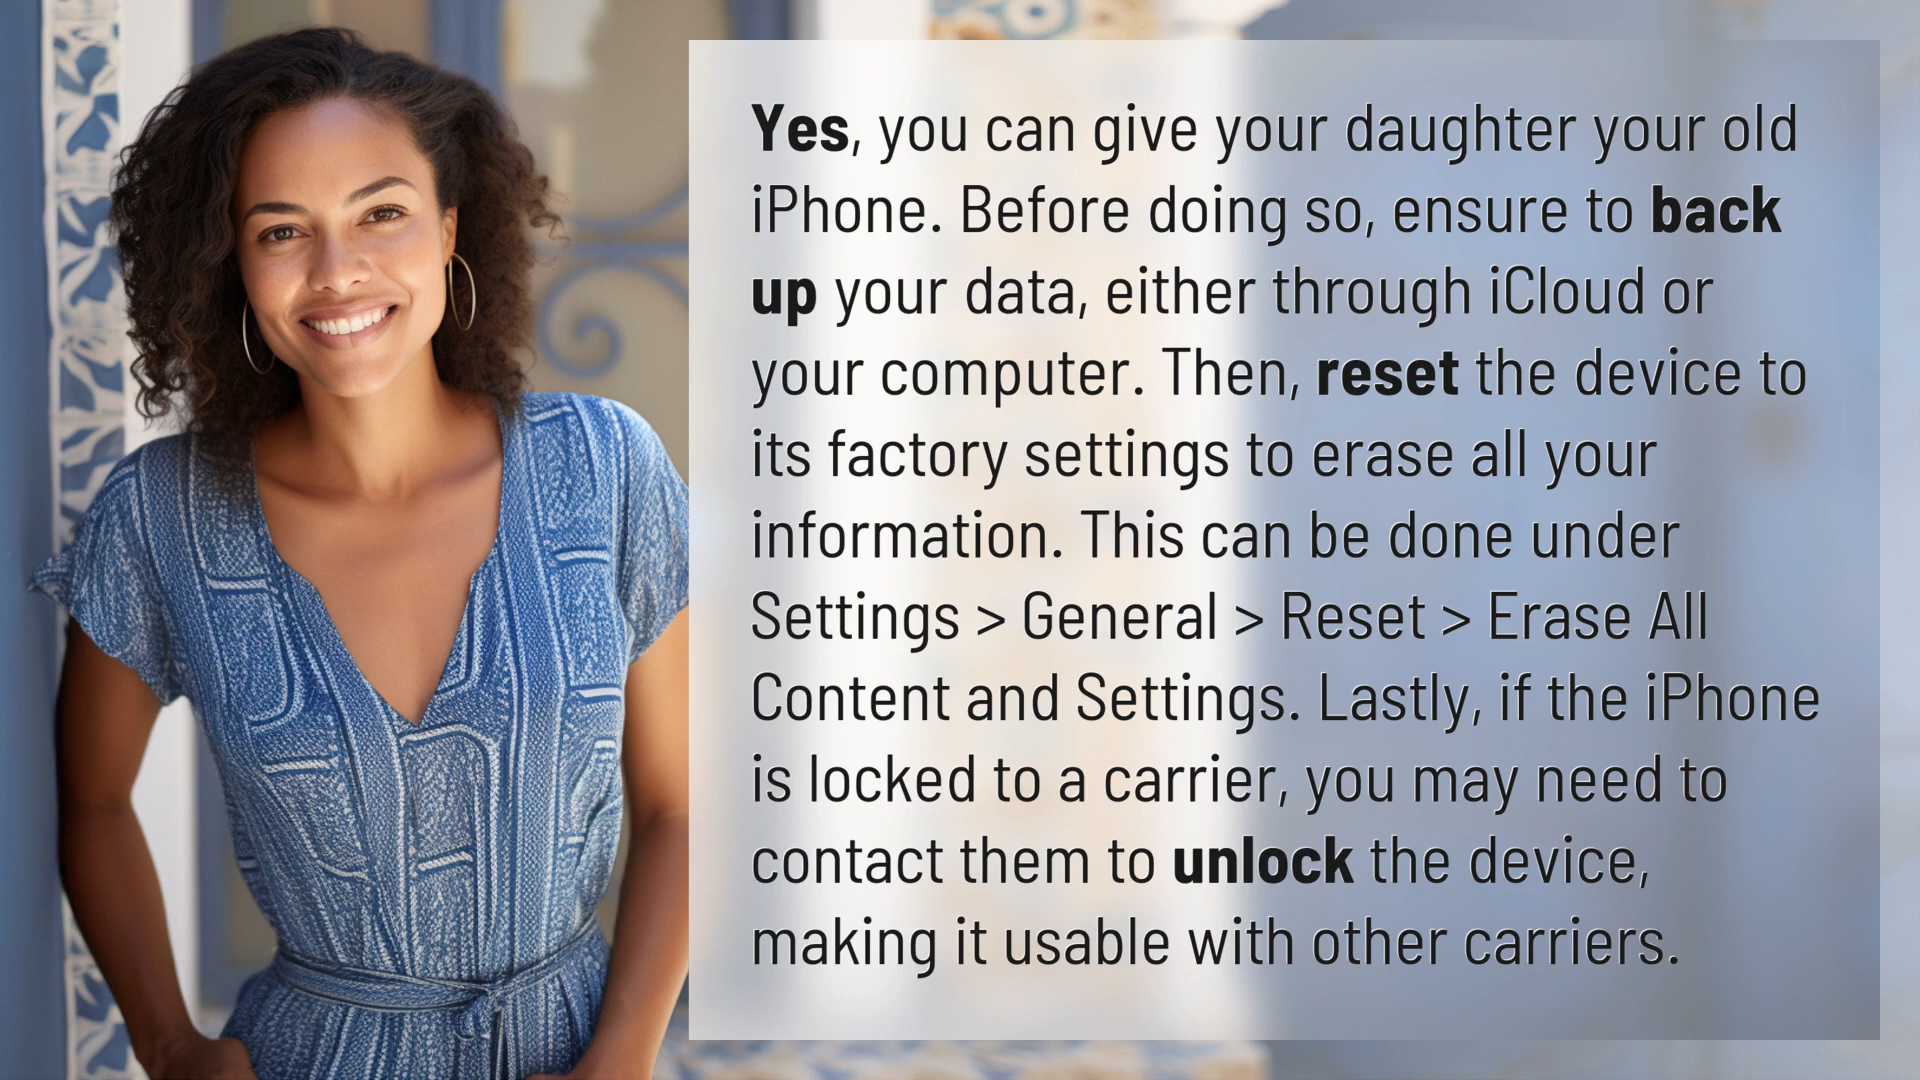 Yes, you can give your daughter your old
iPhone. Before doing so, ensure to back
up your data, either through iCloud or
your computer. Then, reset the device to
its factory settings to erase all your
information. This can be done under
Settings > General > Reset > Erase All
Content and Settings. Lastly, if the iPhone
is locked to a carrier, you may need to
contact them to unlock the device,
making it usable with other carriers.